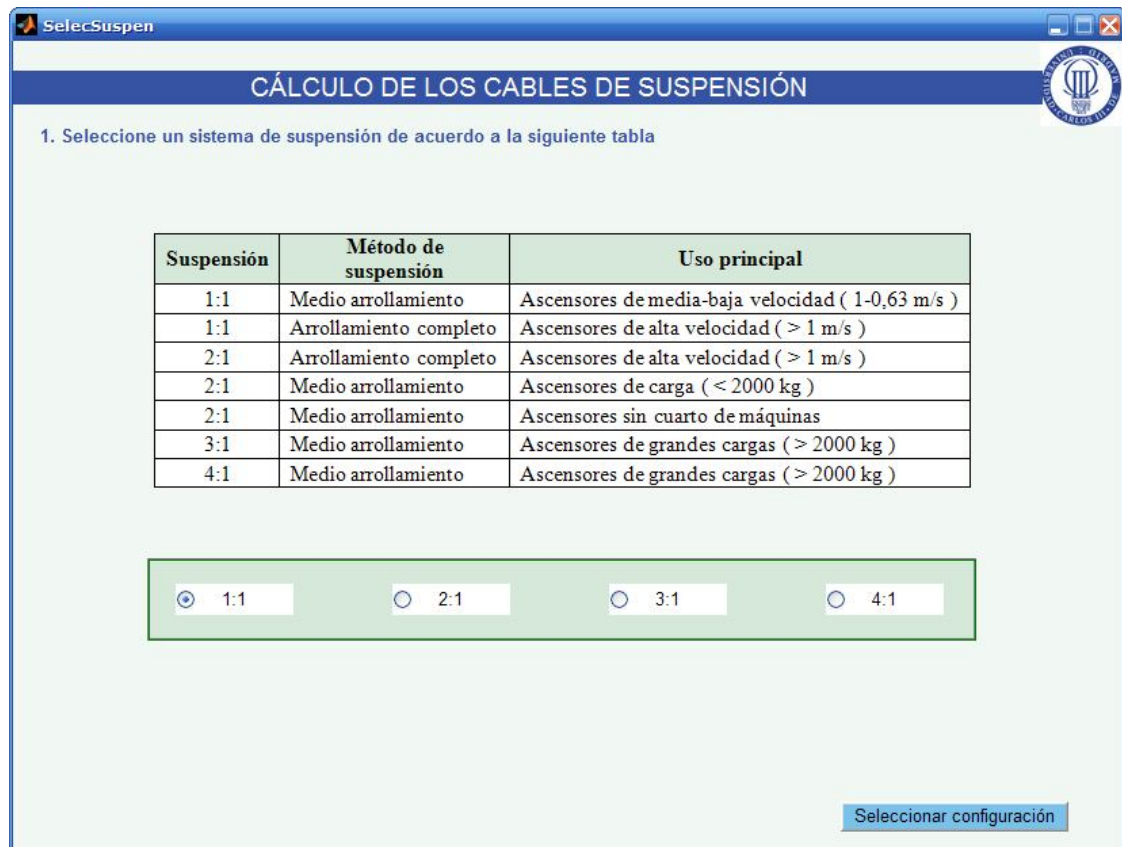 SelecSuspen
CÁLCULO DE LOS CABLES DE SUSPENSIÓN
UNIVERSIDAD · CARLOS III · DE MADRID
1. Seleccione un sistema de suspensión de acuerdo a la siguiente tabla
Suspensión Método de suspensión Uso principal
1:1 Medio arrollamiento Ascensores de media-baja velocidad ( 1-0,63 m/s )
1:1 Arrollamiento completo Ascensores de alta velocidad ( > 1 m/s )
2:1 Arrollamiento completo Ascensores de alta velocidad ( > 1 m/s )
2:1 Medio arrollamiento Ascensores de carga ( < 2000 kg )
2:1 Medio arrollamiento Ascensores sin cuarto de máquinas
3:1 Medio arrollamiento Ascensores de grandes cargas ( > 2000 kg )
4:1 Medio arrollamiento Ascensores de grandes cargas ( > 2000 kg )
1:1 2:1 3:1 4:1
Seleccionar configuración